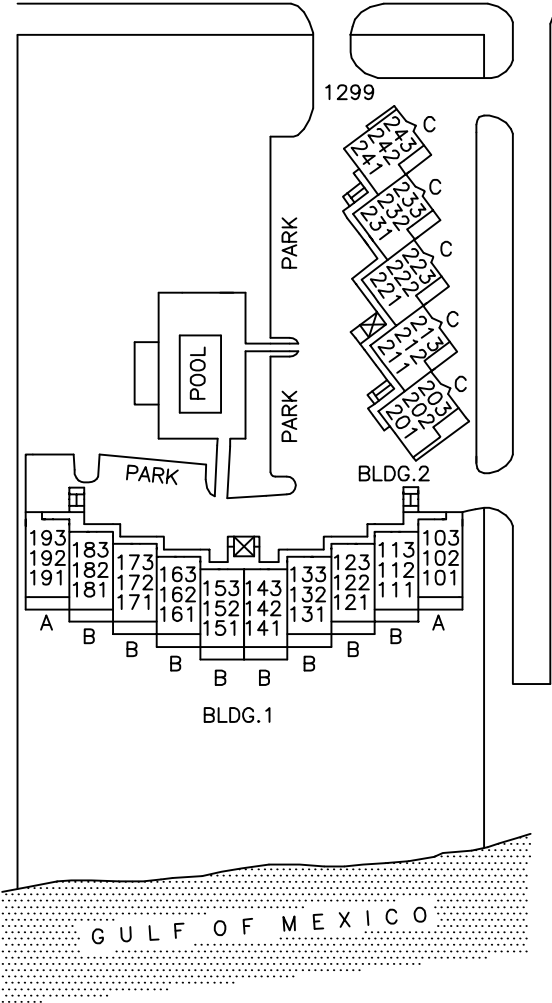 1299
243
242
241
C
233
232
231
C
PARK
223
222
221
C
213
212
211
C
POOL
203
202
201
C
PARK
PARK
BLDG.2
193
192
191
183
182
181
173
172
171
163
162
161
153
152
151
143
142
141
133
132
131
123
122
121
113
112
111
103
102
101
A
B
B
B
B
B
B
B
B
A
BLDG.1
GULF OF MEXICO